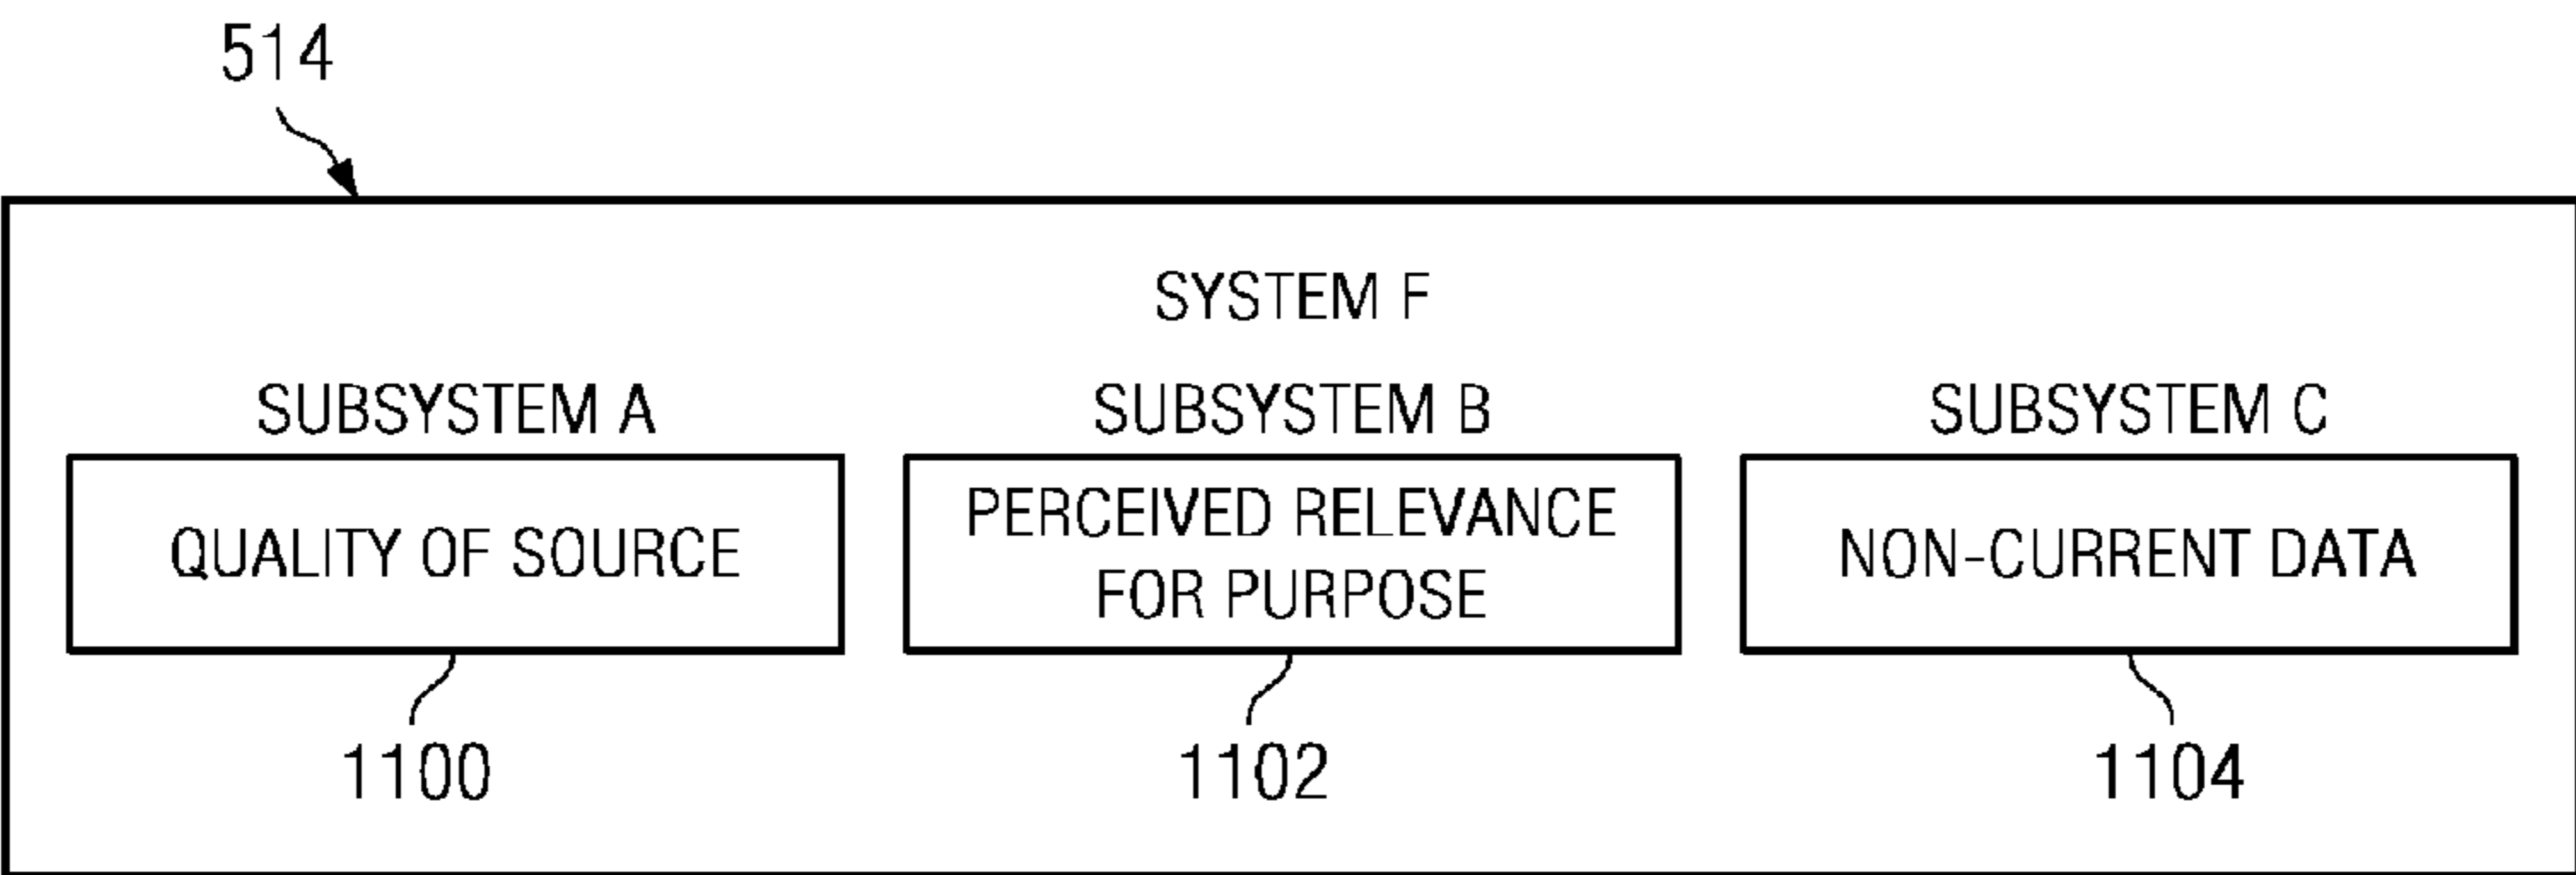 514
SYSTEM F
SUBSYSTEM A
SUBSYSTEM B
SUBSYSTEM C
QUALITY OF SOURCE
PERCEIVED RELEVANCE
FOR PURPOSE
NON-CURRENT DATA
1100
1102
1104